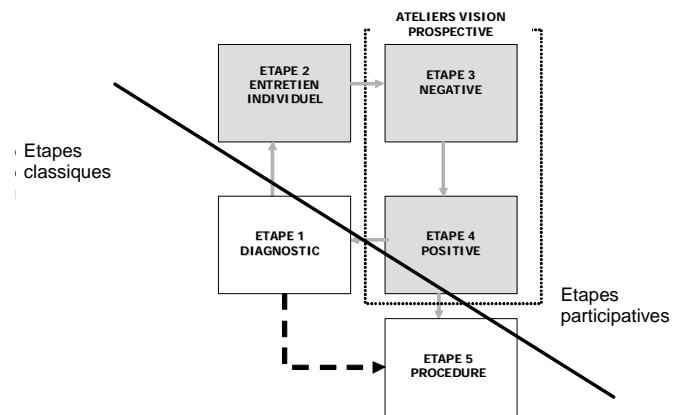 ATELIERS VISION
PROSPECTIVE
ETAPE 2
ENTRETIEN
INDIVIDUEL
ETAPE 3
NEGATIVE
Etapes
classiques
ETAPE 1
DIAGNOSTIC
ETAPE 4
POSITIVE
Etapes
participatives
ETAPE 5
PROCEDURE